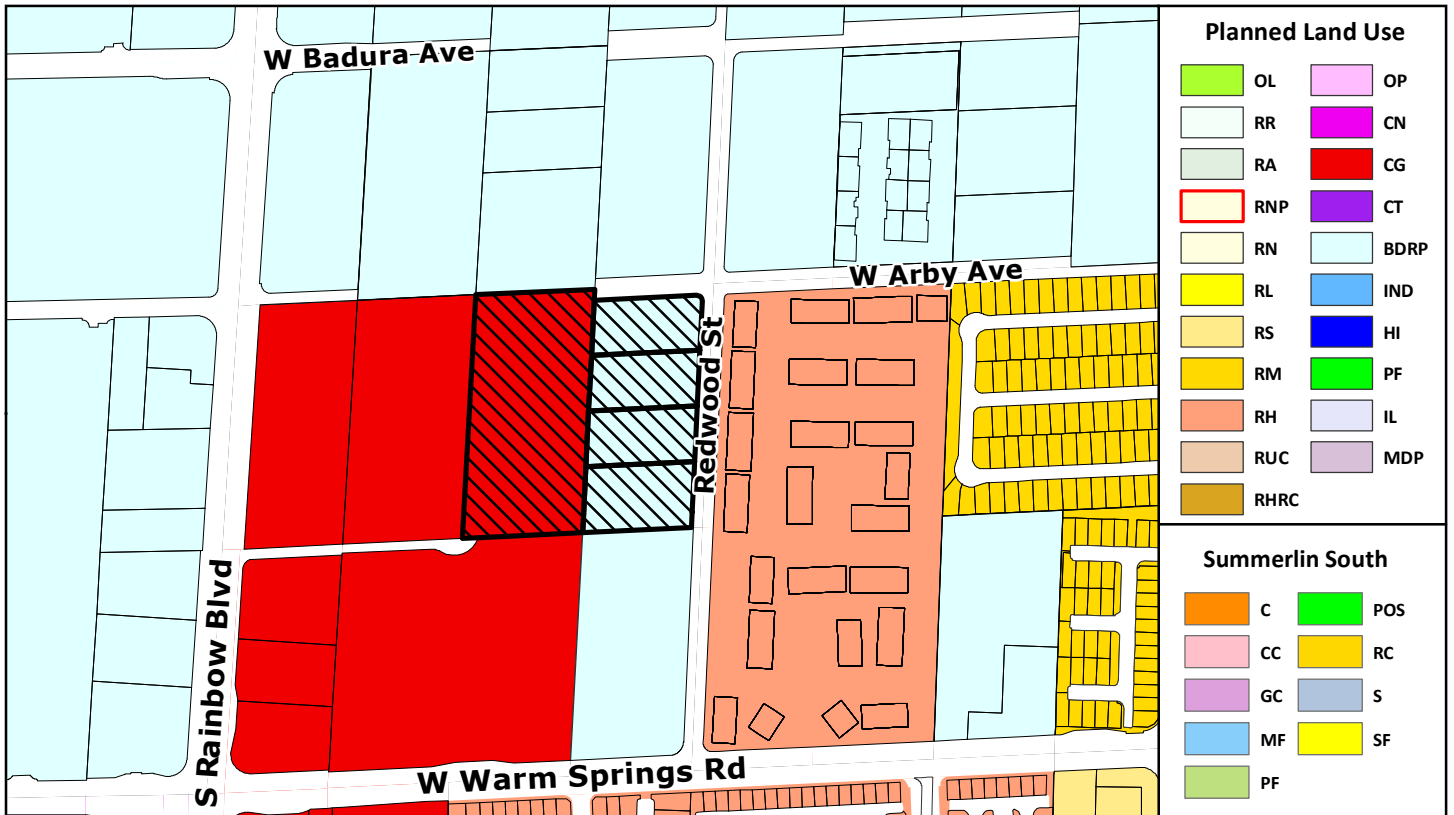 W Badura Ave
W Arby Ave
Redwood St
S Rainbow Blvd
W Warm Springs Rd
Planned Land Use
OL OP
RR CN
RA CG
RNP CT
RN BDRP
RL IND
RS HI
RM PF
RH IL
RUC MDP
RHRC
Summerlin South
C POS
CC RC
GC S
MF SF
PF